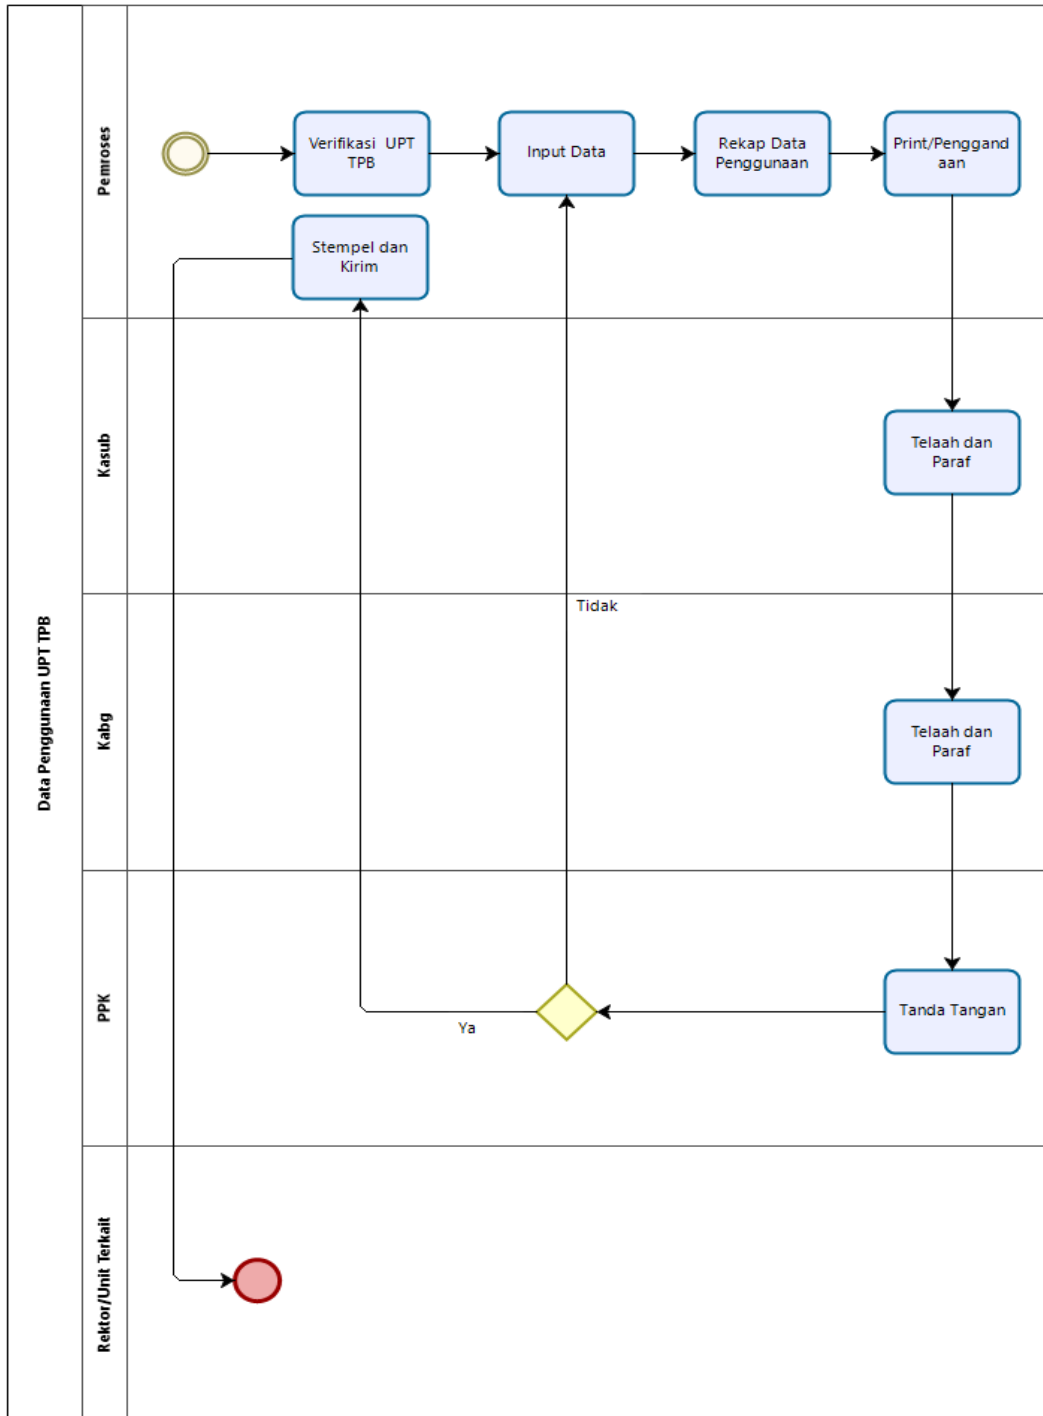 Data Penggunaan UPT TPB
Pemroses
Verifikasi UPT
TPB
Input Data
Rekap Data
Penggunaan
Print/Penggand
aan
Stempel dan
Kirim
Kasub
Telaah dan
Paraf
Kabg
Tidak
Telaah dan
Paraf
PPK
Ya
Tanda Tangan
Rektor/Unit Terkait